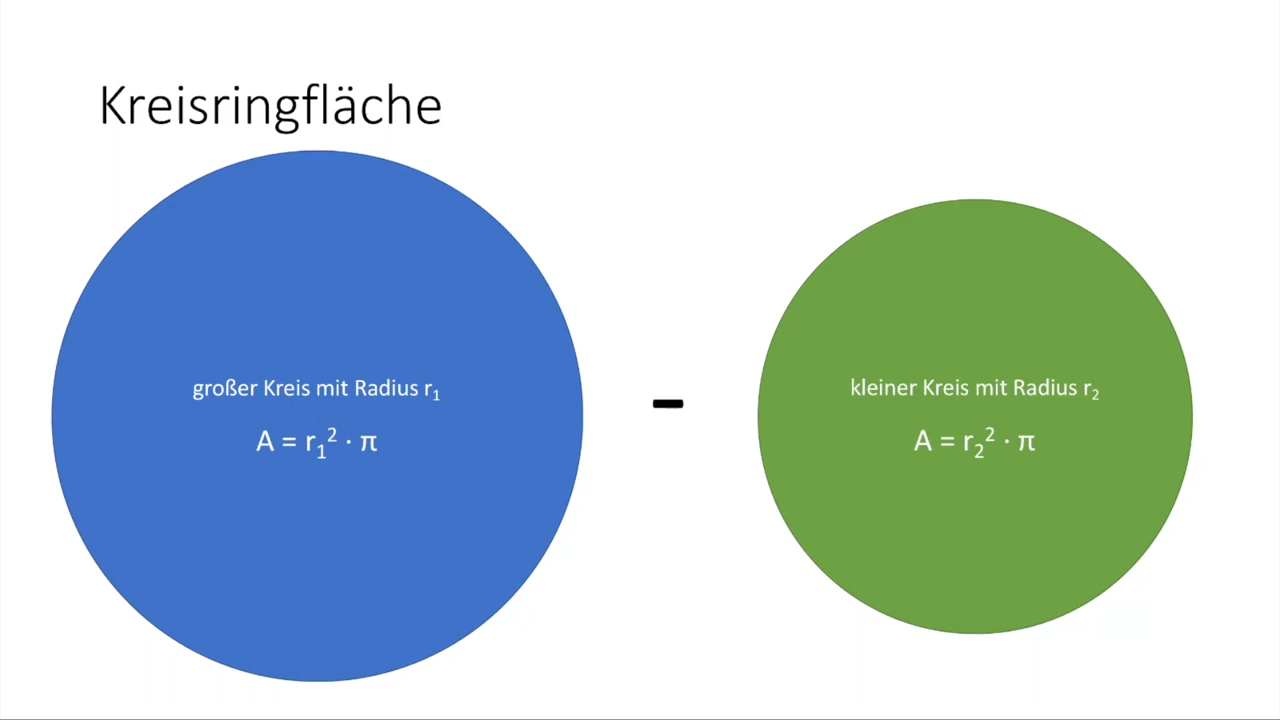 Kreisringfläche
großer Kreis mit Radius r₁
A = r₁² · π
-
kleiner Kreis mit Radius r₂
A = r₂² · π